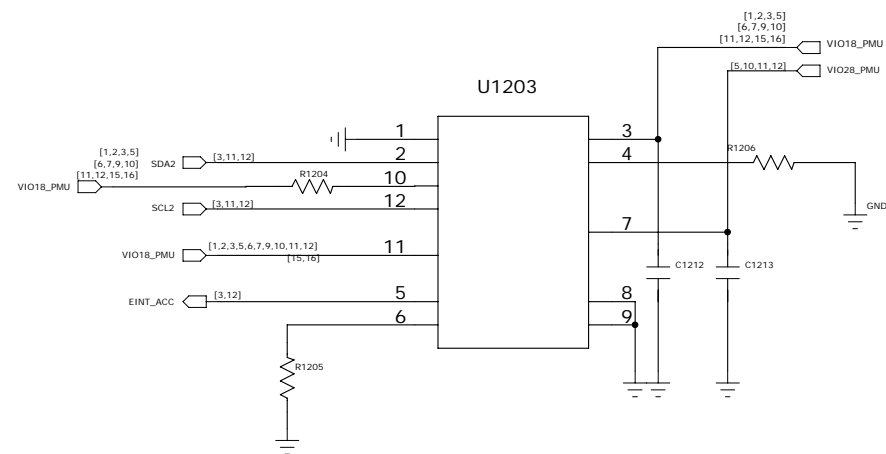 [1,2,3,5]
[6,7,9,10]
[11,12,15,16]
VIO18_PMU
[5,10,11,12]
VIO28_PMU
U1203
1
3
[1,2,3,5]
[6,7,9,10]
[11,12,15,16]
SDA2
[3,11,12]
2
4
R1206
VIO18_PMU
R1204
10
SCL2
[3,11,12]
12
GND
7
VIO18_PMU
[1,2,3,5,6,7,9,10,11,12]
[15,16]
11
C1212
C1213
EINT_ACC
[3,12]
5
8
6
9
R1205